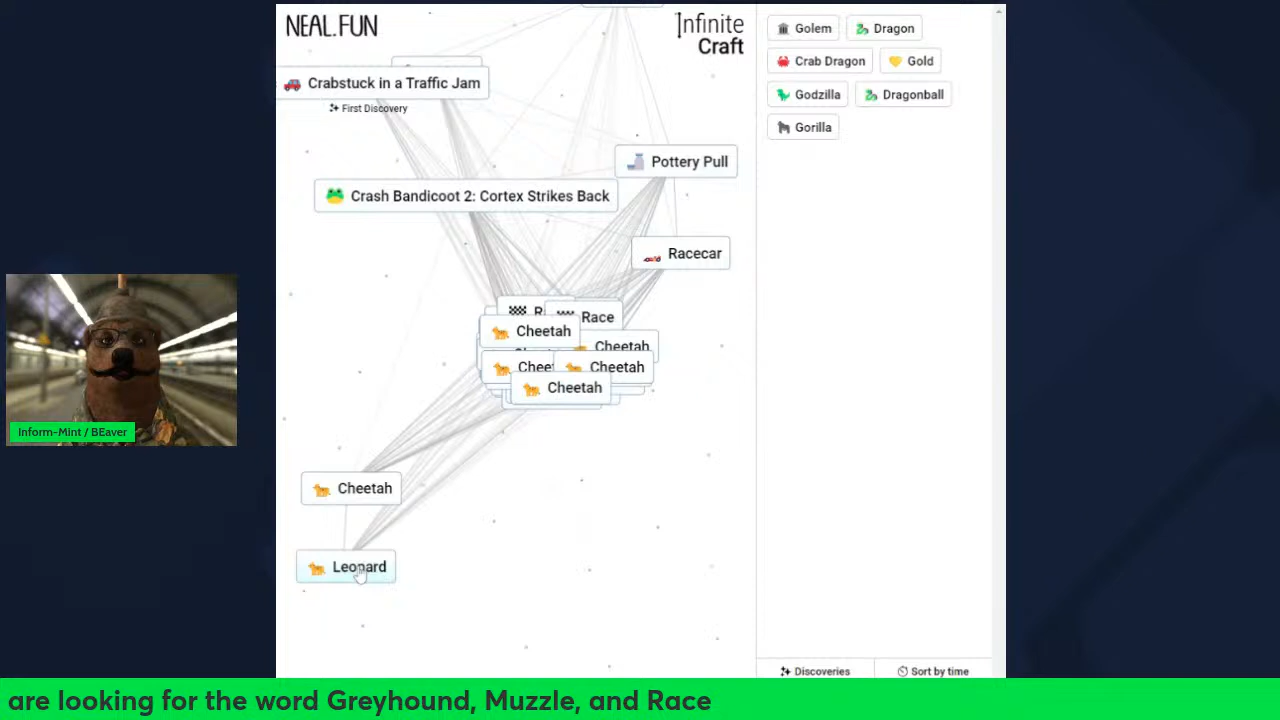 NEAL.FUN
Infinite
Craft
Crabstuck in a Traffic Jam
First Discovery
Pottery Pull
Crash Bandicoot 2: Cortex Strikes Back
Racecar
Race
Cheetah
Cheetah
Cheetah
Cheetah
Cheetah
Leopard
Golem
Dragon
Crab Dragon
Gold
Godzilla
Dragonball
Gorilla
Discoveries
Sort by time
Inform-Mint / BEaver
are looking for the word Greyhound, Muzzle, and Race